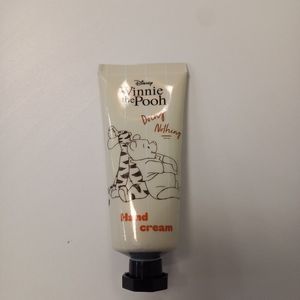 Disney
Winnie
the Pooh
Doing
Nothing
Hand
cream